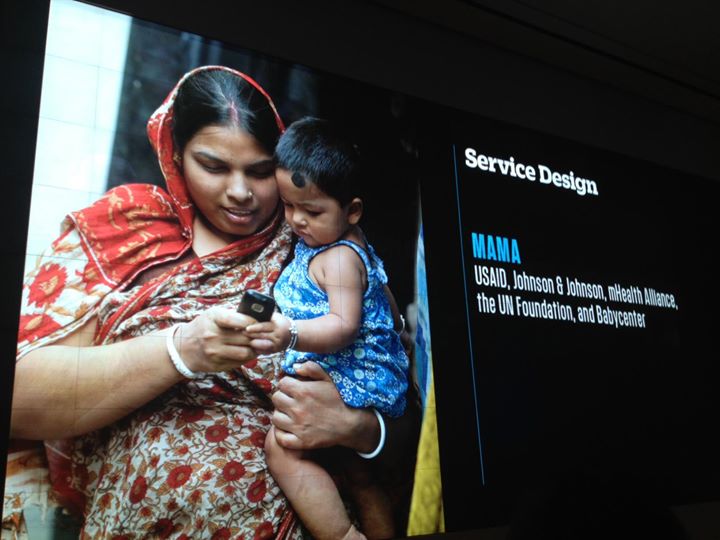 Service Design
MAMA
USAID, Johnson & Johnson, mHealth Alliance,
the UN Foundation, and Babycenter